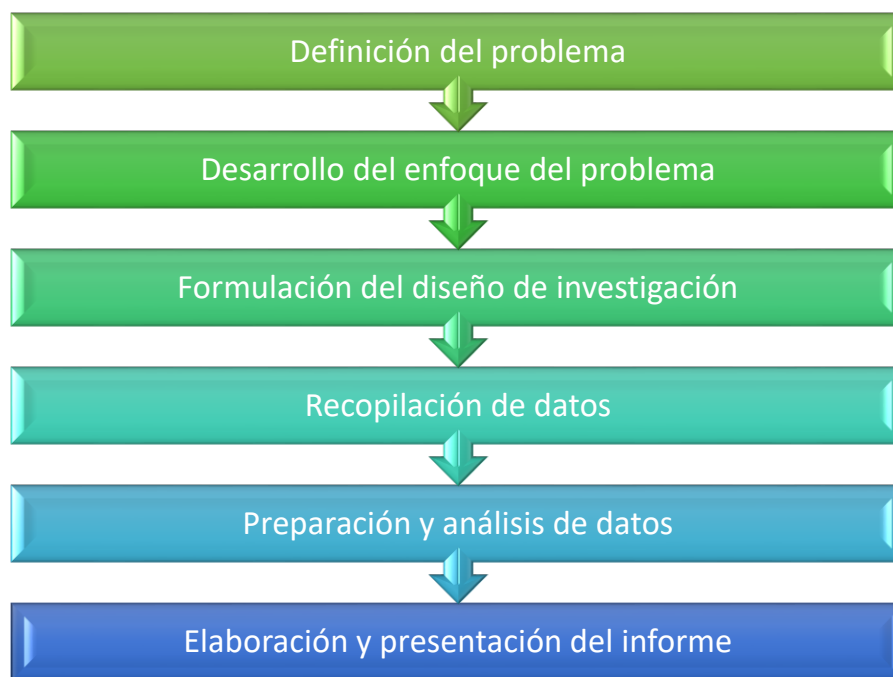 Definición del problema
Desarrollo del enfoque del problema
Formulación del diseño de investigación
Recopilación de datos
Preparación y análisis de datos
Elaboración y presentación del informe